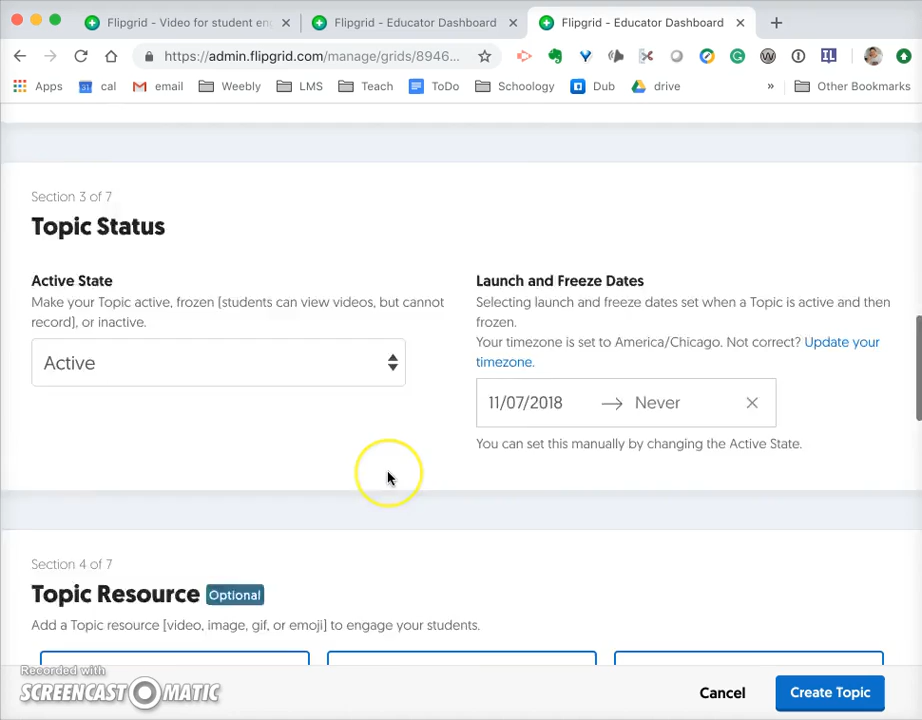 Flipgrid - Video for student en
Flipgrid - Educator Dashboard
Flipgrid - Educator Dashboard
https://admin.flipgrid.com/manage/grids/8946...
Apps
cal
email
Weebly
LMS
Teach
ToDo
Schoology
Dub
drive
»
Other Bookmarks
Section 3 of 7
Topic Status
Active State
Make your Topic active, frozen (students can view videos, but cannot
record), or inactive.
Active
Launch and Freeze Dates
Selecting launch and freeze dates set when a Topic is active and then
frozen.
Your timezone is set to America/Chicago. Not correct? Update your
timezone.
11/07/2018 → Never
You can set this manually by changing the Active State.
Section 4 of 7
Topic Resource Optional
Add a Topic resource [video, image, gif, or emoji] to engage your students.
Recorded with
SCREENCAST-O-MATIC
Cancel
Create Topic